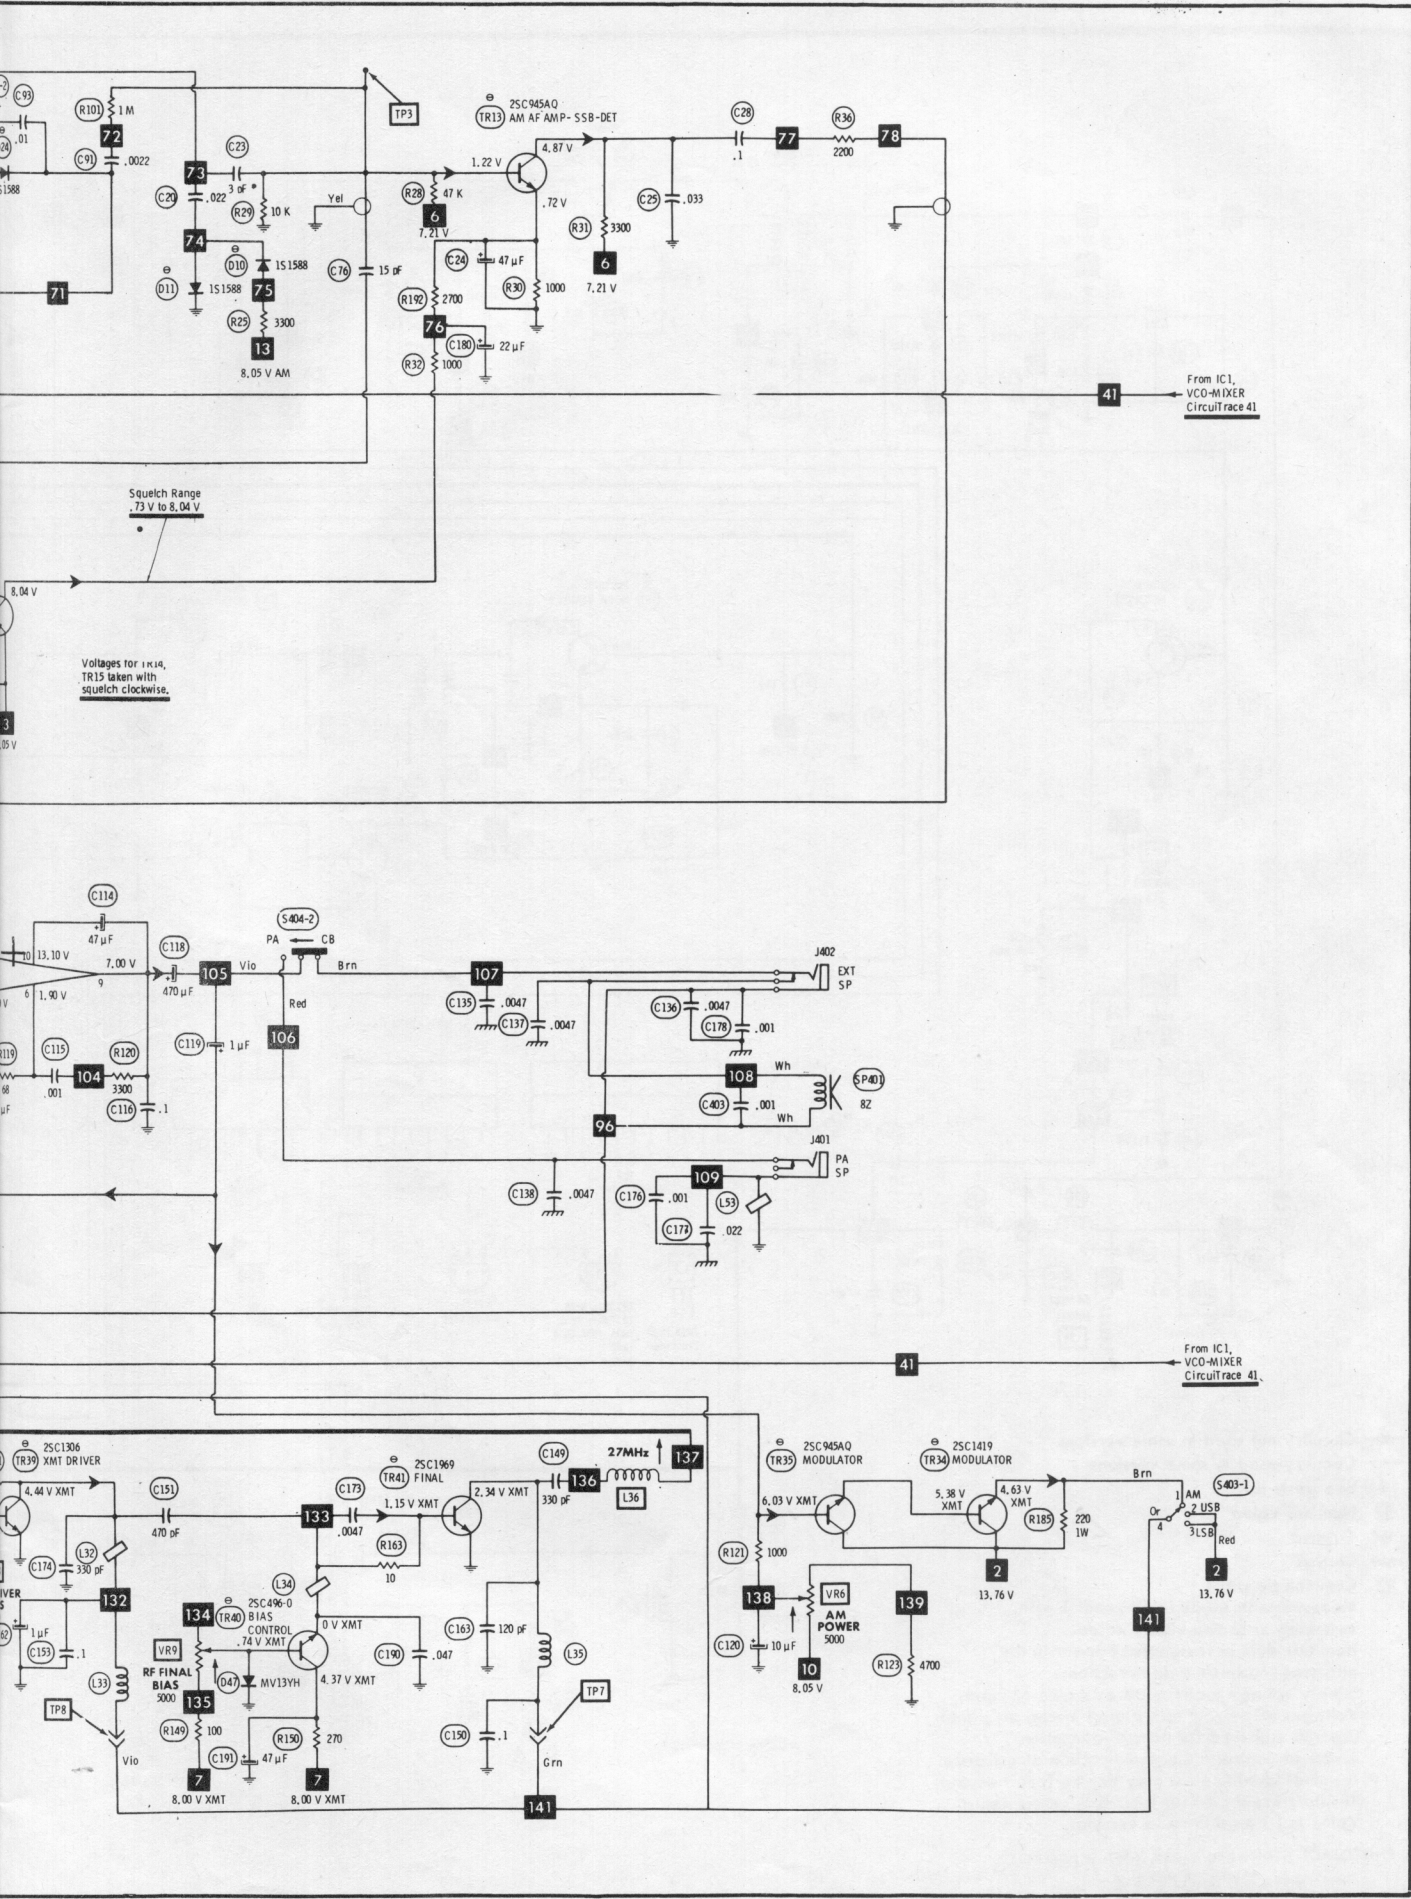 C93
.01
S1588
R101 1 M
72
C91 .0022
71
TP3
73
C23
3 pF
C20 .022
R29 10 K
Yel
74
D10 1S1588
D11 1S1588
75
R25 3300
13
8.05 V AM
C76 15 pF
2SC945AQ
TR13 AM AF AMP- SSB-DET
4.87 V
1.22 V
.72 V
R28 47 K
6
7.21 V
C24 47 µF
R30 1000
R192 2700
76
C180 22 µF
R32 1000
R31 3300
6
7.21 V
C25 .033
C28
.1
77
R36
2200
78
41
From IC1,
VCO-MIXER
CircuiTrace 41
Squelch Range
.73 V to 8.04 V
8.04 V
Voltages for TR14,
TR15 taken with
squelch clockwise.
3
.05 V
C114
47 µF
10 13.10 V
7.00 V
9
6 1.90 V
C118
470 µF
105
Vio
S404-2
PA CB
Brn
Red
106
107
C135 .0047
C137 .0047
C136 .0047
C178 .001
J402
EXT
SP
R119
68
µF
C115
.001
104
R120
3300
C116 .1
C119 1 µF
108
Wh
SP401
8Z
C403 .001
Wh
96
J401
PA
SP
109
C138 .0047
C176 .001
L53
C177 .022
41
From IC1,
VCO-MIXER
CircuiTrace 41
2SC1306
TR39 XMT DRIVER
4.44 V XMT
C151
470 pF
C174 330 pF
L32
132
1 µF
C153 .1
L33
TP8
Vio
133
C173
.0047
2SC1969
TR41 FINAL
1.15 V XMT
2.34 V XMT
R163
10
L34
2SC496-0
TR40 BIAS
CONTROL
.74 V XMT
0 V XMT
134
VR9
RF FINAL
BIAS
5000
135
D47 MV13YH
4.37 V XMT
C190 .047
R149 100
C191 47 µF
R150 270
7
8.00 V XMT
7
8.00 V XMT
C149
330 pF
136
27MHz
L36
137
C163 120 pF
L35
TP7
C150 .1
Grn
141
2SC945AQ
TR35 MODULATOR
6.03 V XMT
2SC1419
TR34 MODULATOR
5.38 V
XMT
4.63 V
XMT
R185 220
1W
Brn
S403-1
1 AM
2 USB
3 LSB
Or
4
Red
2
13.76 V
2
13.76 V
R121 1000
138
VR6
AM
POWER
5000
139
C120 10 µF
10
8.05 V
R123 4700
141